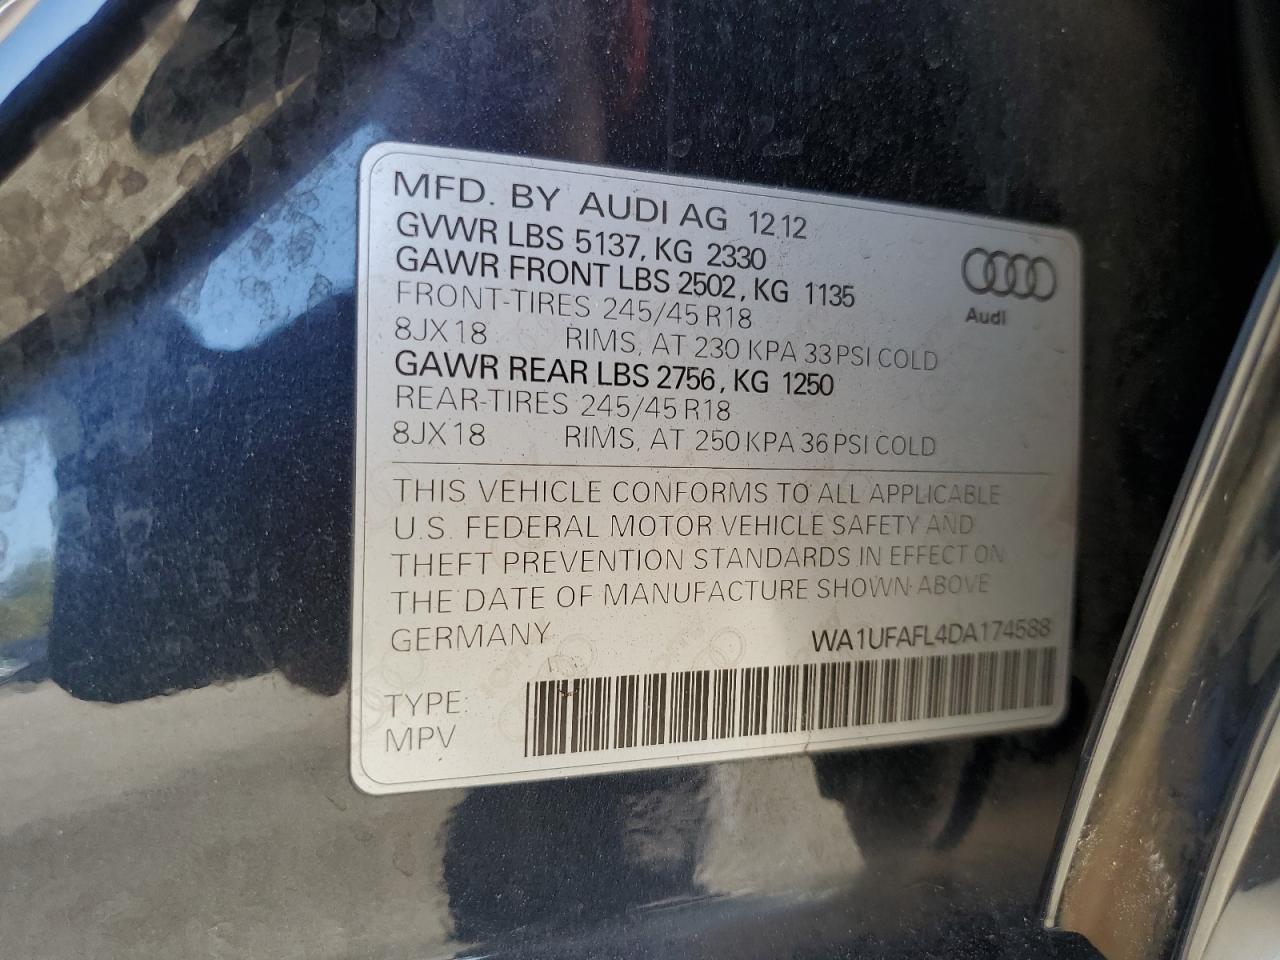 MFD. BY AUDI AG 12 12
GVWR LBS 5137, KG 2330
GAWR FRONT LBS 2502, KG 1135
FRONT-TIRES 245/45 R18
8JX18 RIMS, AT 230 KPA 33 PSI COLD
GAWR REAR LBS 2756, KG 1250
REAR-TIRES 245/45 R18
8JX18 RIMS, AT 250 KPA 36 PSI COLD
Audi
THIS VEHICLE CONFORMS TO ALL APPLICABLE
U.S. FEDERAL MOTOR VEHICLE SAFETY AND
THEFT PREVENTION STANDARDS IN EFFECT ON
THE DATE OF MANUFACTURE SHOWN ABOVE
GERMANY WA1UFAFL4DA174588
TYPE:
MPV